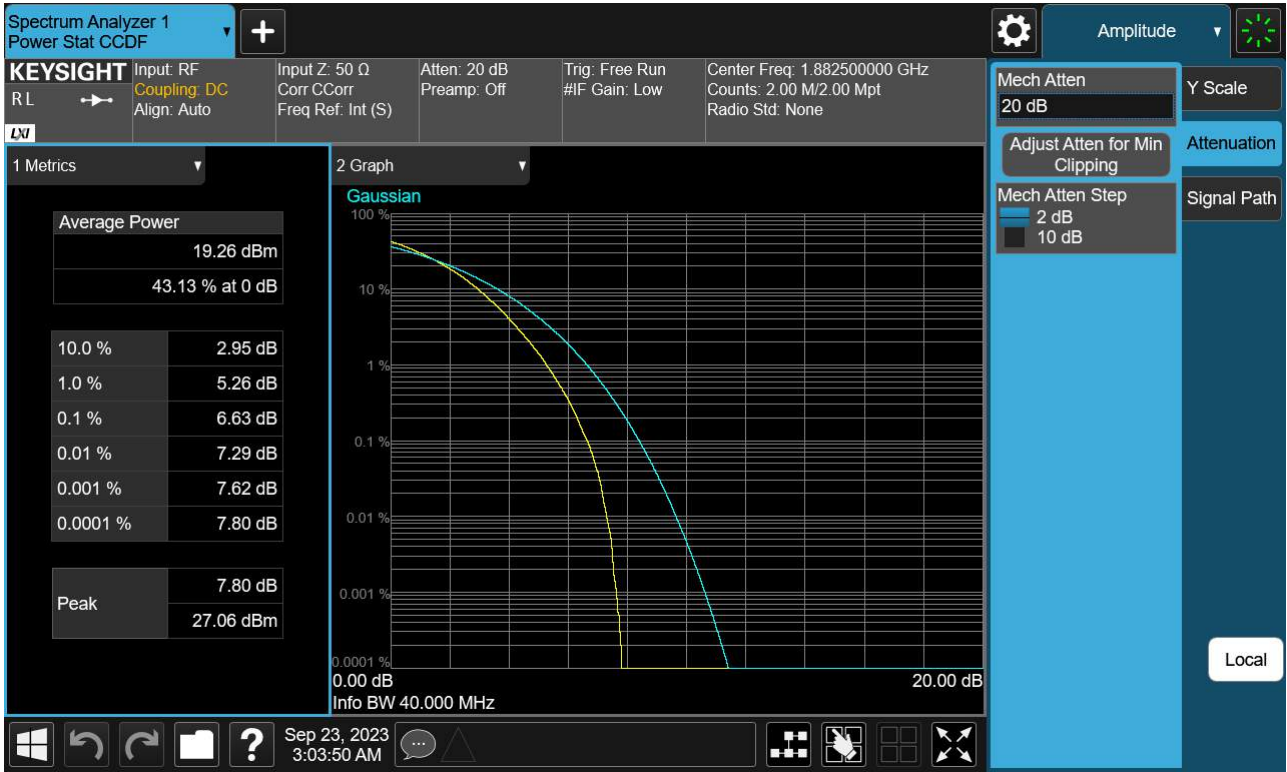 Spectrum Analyzer 1
Power Stat CCDF
Amplitude
KEYSIGHT
R L
LXI
Input: RF
Coupling: DC
Align: Auto
Input Z: 50 Ω
Corr CCorr
Freq Ref: Int (S)
Atten: 20 dB
Preamp: Off
Trig: Free Run
#IF Gain: Low
Center Freq: 1.882500000 GHz
Counts: 2.00 M/2.00 Mpt
Radio Std: None
Mech Atten
20 dB
Adjust Atten for Min
Clipping
Mech Atten Step
2 dB
10 dB
Y Scale
Attenuation
Signal Path
Local
1 Metrics
Average Power
19.26 dBm
43.13 % at 0 dB
10.0 % 2.95 dB
1.0 % 5.26 dB
0.1 % 6.63 dB
0.01 % 7.29 dB
0.001 % 7.62 dB
0.0001 % 7.80 dB
Peak
7.80 dB
27.06 dBm
2 Graph
Gaussian
100 %
10 %
1 %
0.1 %
0.01 %
0.001 %
0.0001 %
0.00 dB 20.00 dB
Info BW 40.000 MHz
?
Sep 23, 2023
3:03:50 AM